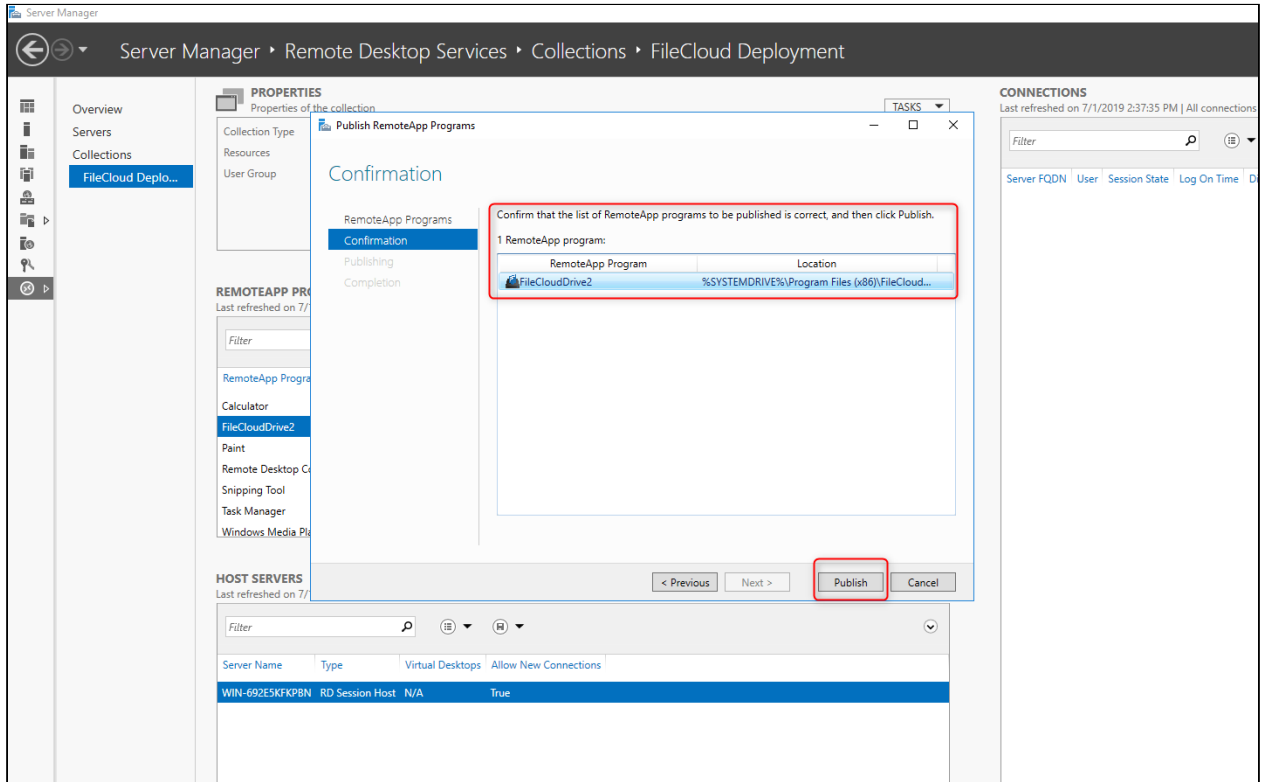 Server Manager
Server Manager ‣ Remote Desktop Services ‣ Collections ‣ FileCloud Deployment
Overview
Servers
Collections
FileCloud Deplo...
PROPERTIES
Properties of the collection
TASKS
Collection Type
Resources
User Group
REMOTEAPP PRO
Last refreshed on 7/
Filter
RemoteApp Progra
Calculator
FileCloudDrive2
Paint
Remote Desktop Co
Snipping Tool
Task Manager
Windows Media Pla
Publish RemoteApp Programs
Confirmation
RemoteApp Programs
Confirmation
Publishing
Completion
Confirm that the list of RemoteApp programs to be published is correct, and then click Publish.
1 RemoteApp program:
RemoteApp Program Location
FileCloudDrive2 %SYSTEMDRIVE%\Program Files (x86)\FileCloud...
< Previous Next > Publish Cancel
HOST SERVERS
Last refreshed on 7/
Filter
Server Name Type Virtual Desktops Allow New Connections
WIN-692E5KFKPBN RD Session Host N/A True
CONNECTIONS
Last refreshed on 7/1/2019 2:37:35 PM | All connections
Filter
Server FQDN User Session State Log On Time Di